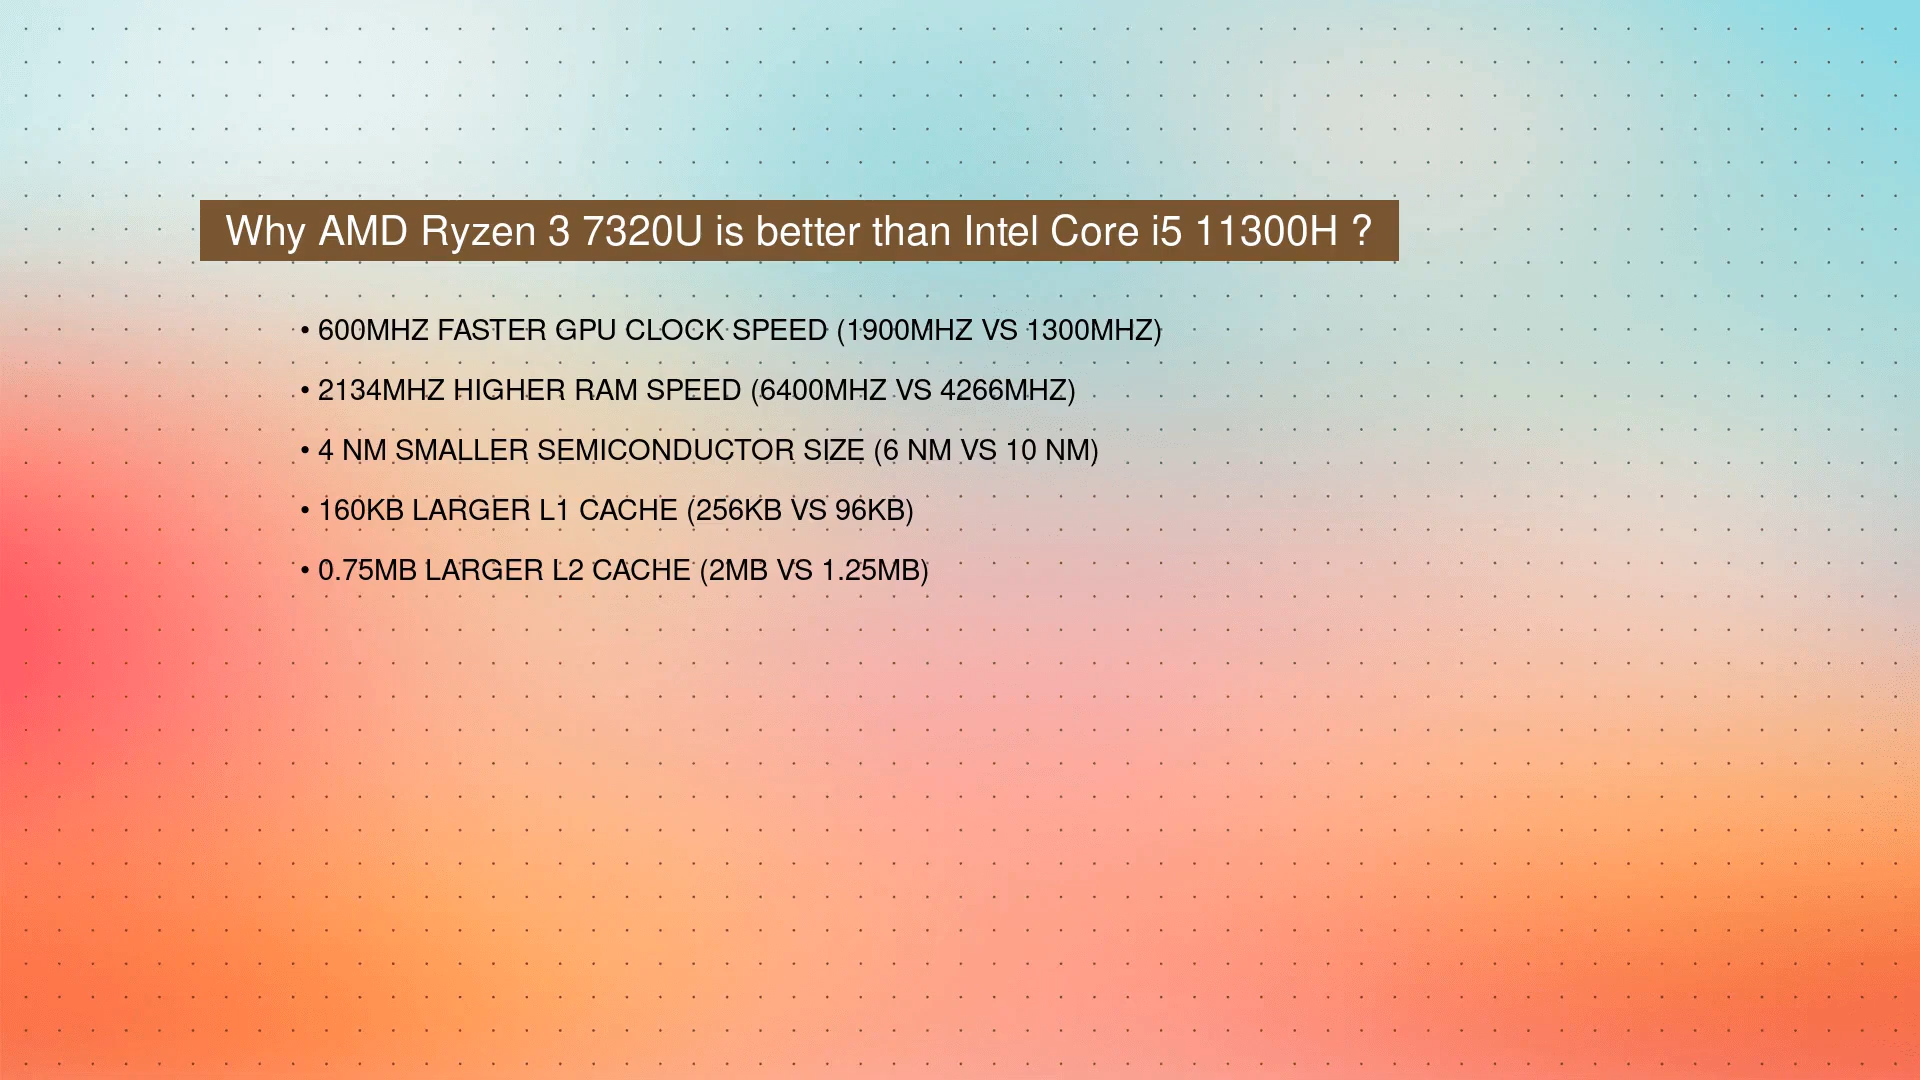 Why AMD Ryzen 3 7320U is better than Intel Core i5 11300H ?
• 600MHZ FASTER GPU CLOCK SPEED (1900MHZ VS 1300MHZ)
• 2134MHZ HIGHER RAM SPEED (6400MHZ VS 4266MHZ)
• 4 NM SMALLER SEMICONDUCTOR SIZE (6 NM VS 10 NM)
• 160KB LARGER L1 CACHE (256KB VS 96KB)
• 0.75MB LARGER L2 CACHE (2MB VS 1.25MB)